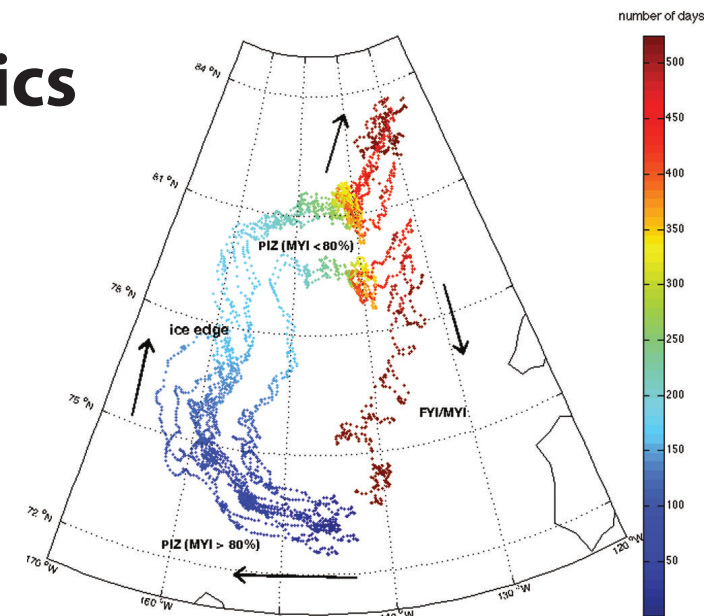 number of days
ics
84 °N
81 °N
78 °N
75 °N
72 °N
170 °W
160 °W
130 °W
120 °W
PIZ (MYI <80%)
ice edge
FYI/MYI
PIZ (MYI > 80%)
500
450
400
350
300
250
200
150
100
50